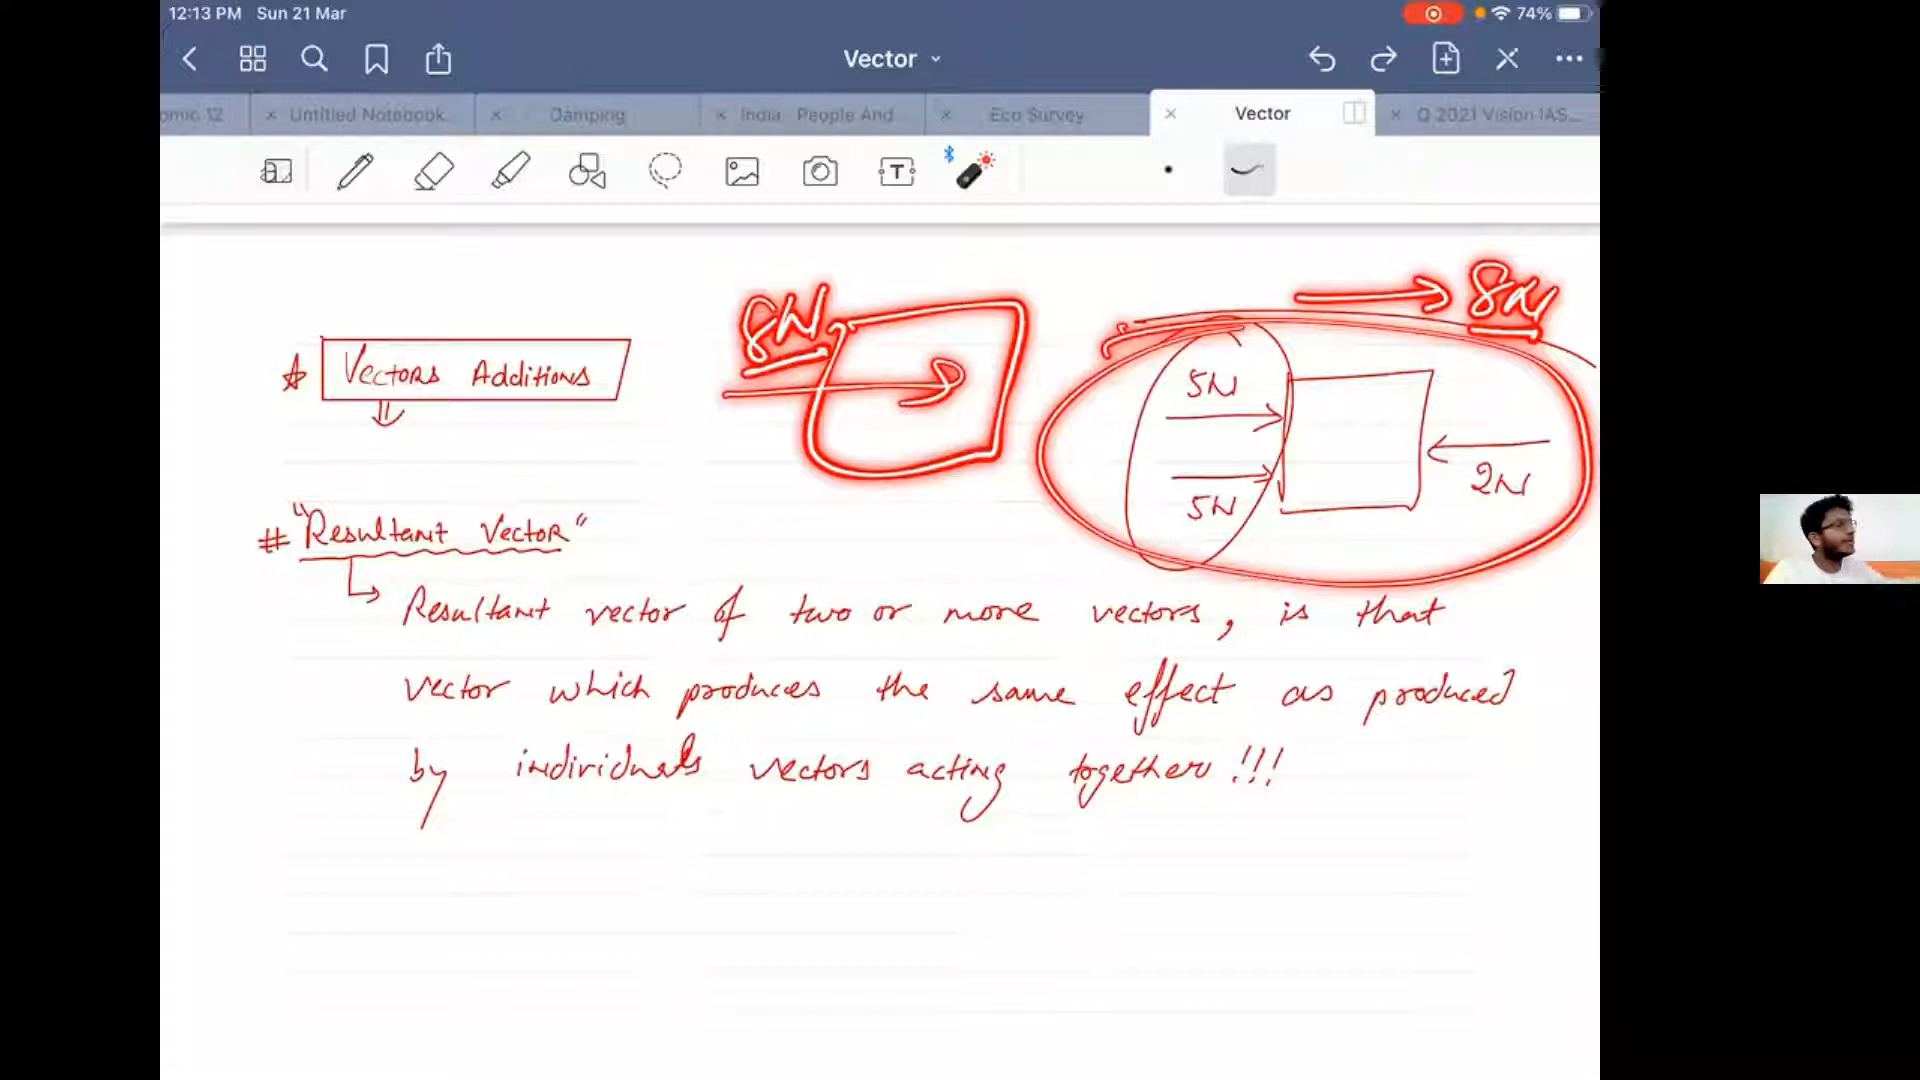 12:13 PM Sun 21 Mar
74%
Vector
omic 12
Untitled Notebook
Damping
India People And
Eco Survey
Vector
Q 2021 Vision IAS...
T
8N
8N
Vectors Additions
5N
5N
2N
# "Resultant Vector"
Resultant vector of two or more vectors, is that
vector which produces the same effect as produced
by individuals vectors acting together!!!